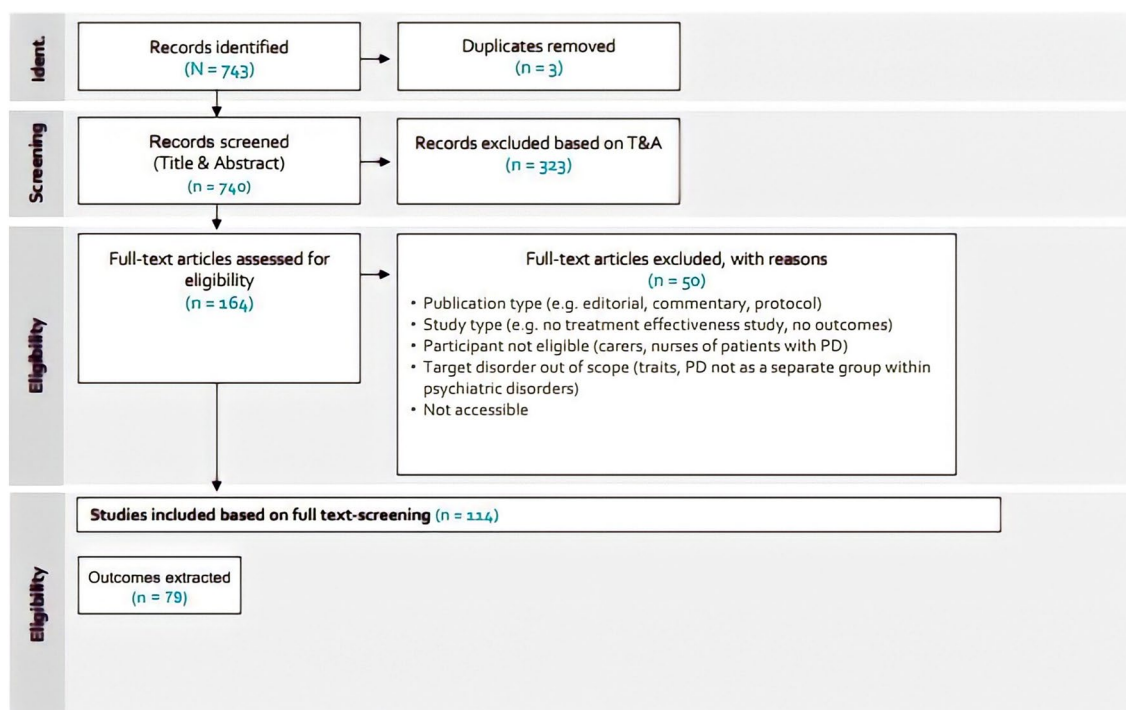 Ident.
Records identified
(N = 743)
Duplicates removed
(n = 3)
Screening
Records screened
(Title & Abstract)
(n = 740)
Records excluded based on T&A
(n = 323)
Eligibility
Full-text articles assessed for
eligibility
(n = 164)
Full-text articles excluded, with reasons
(n = 50)
• Publication type (e.g. editorial, commentary, protocol)
• Study type (e.g. no treatment effectiveness study, no outcomes)
• Participant not eligible (carers, nurses of patients with PD)
• Target disorder out of scope (traits, PD not as a separate group within
psychiatric disorders)
• Not accessible
Eligibility
Studies included based on full text-screening (n = 114)
Outcomes extracted
(n = 79)